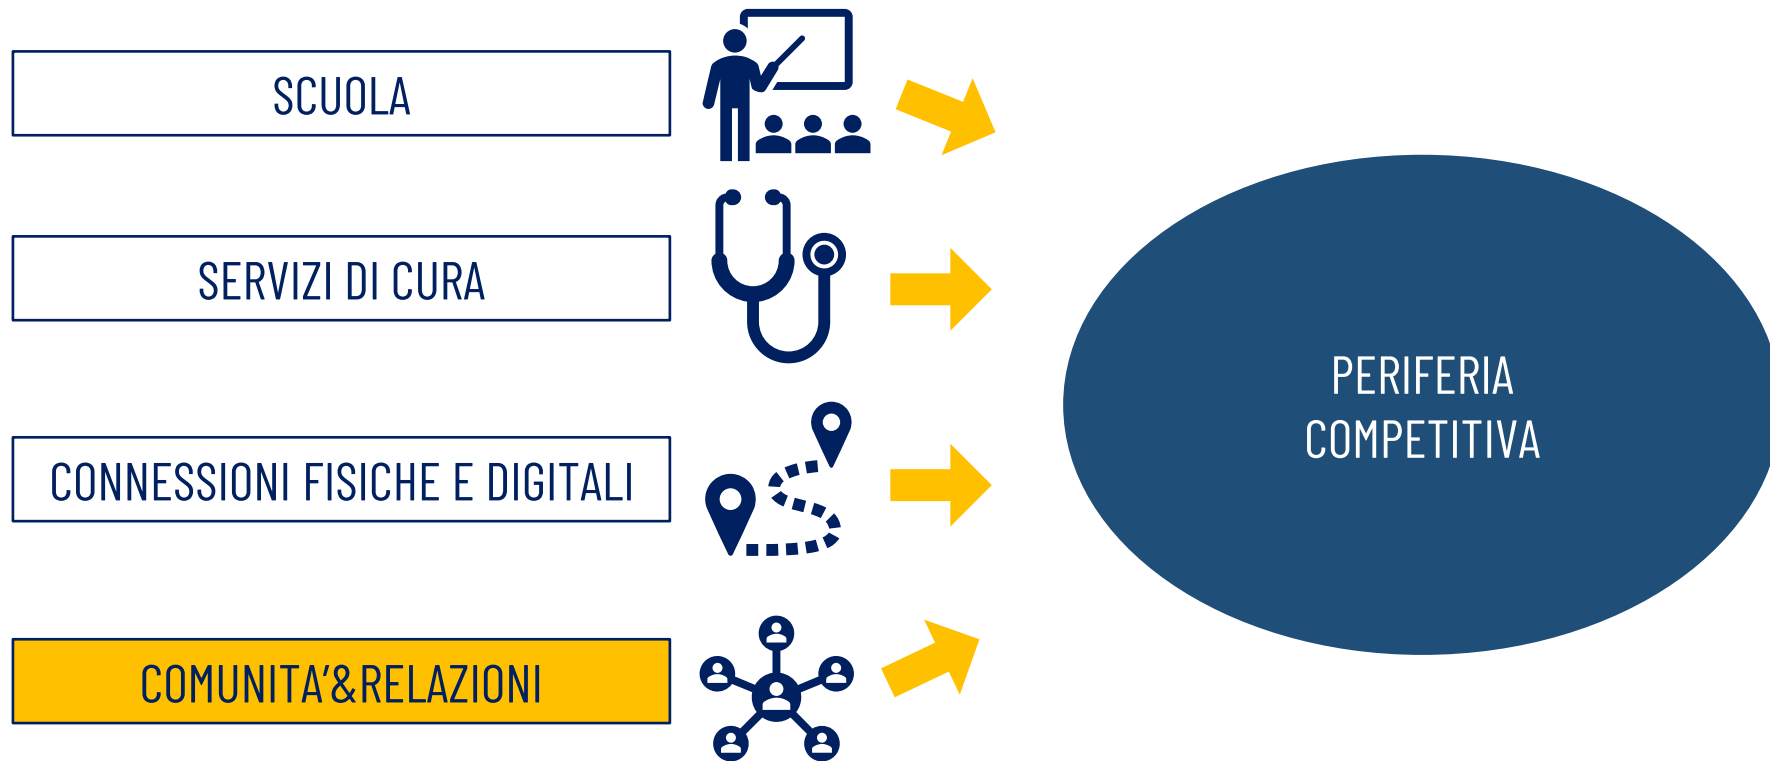 SCUOLA
SERVIZI DI CURA
CONNESSIONI FISICHE E DIGITALI
COMUNITA'&RELAZIONI
PERIFERIA
COMPETITIVA